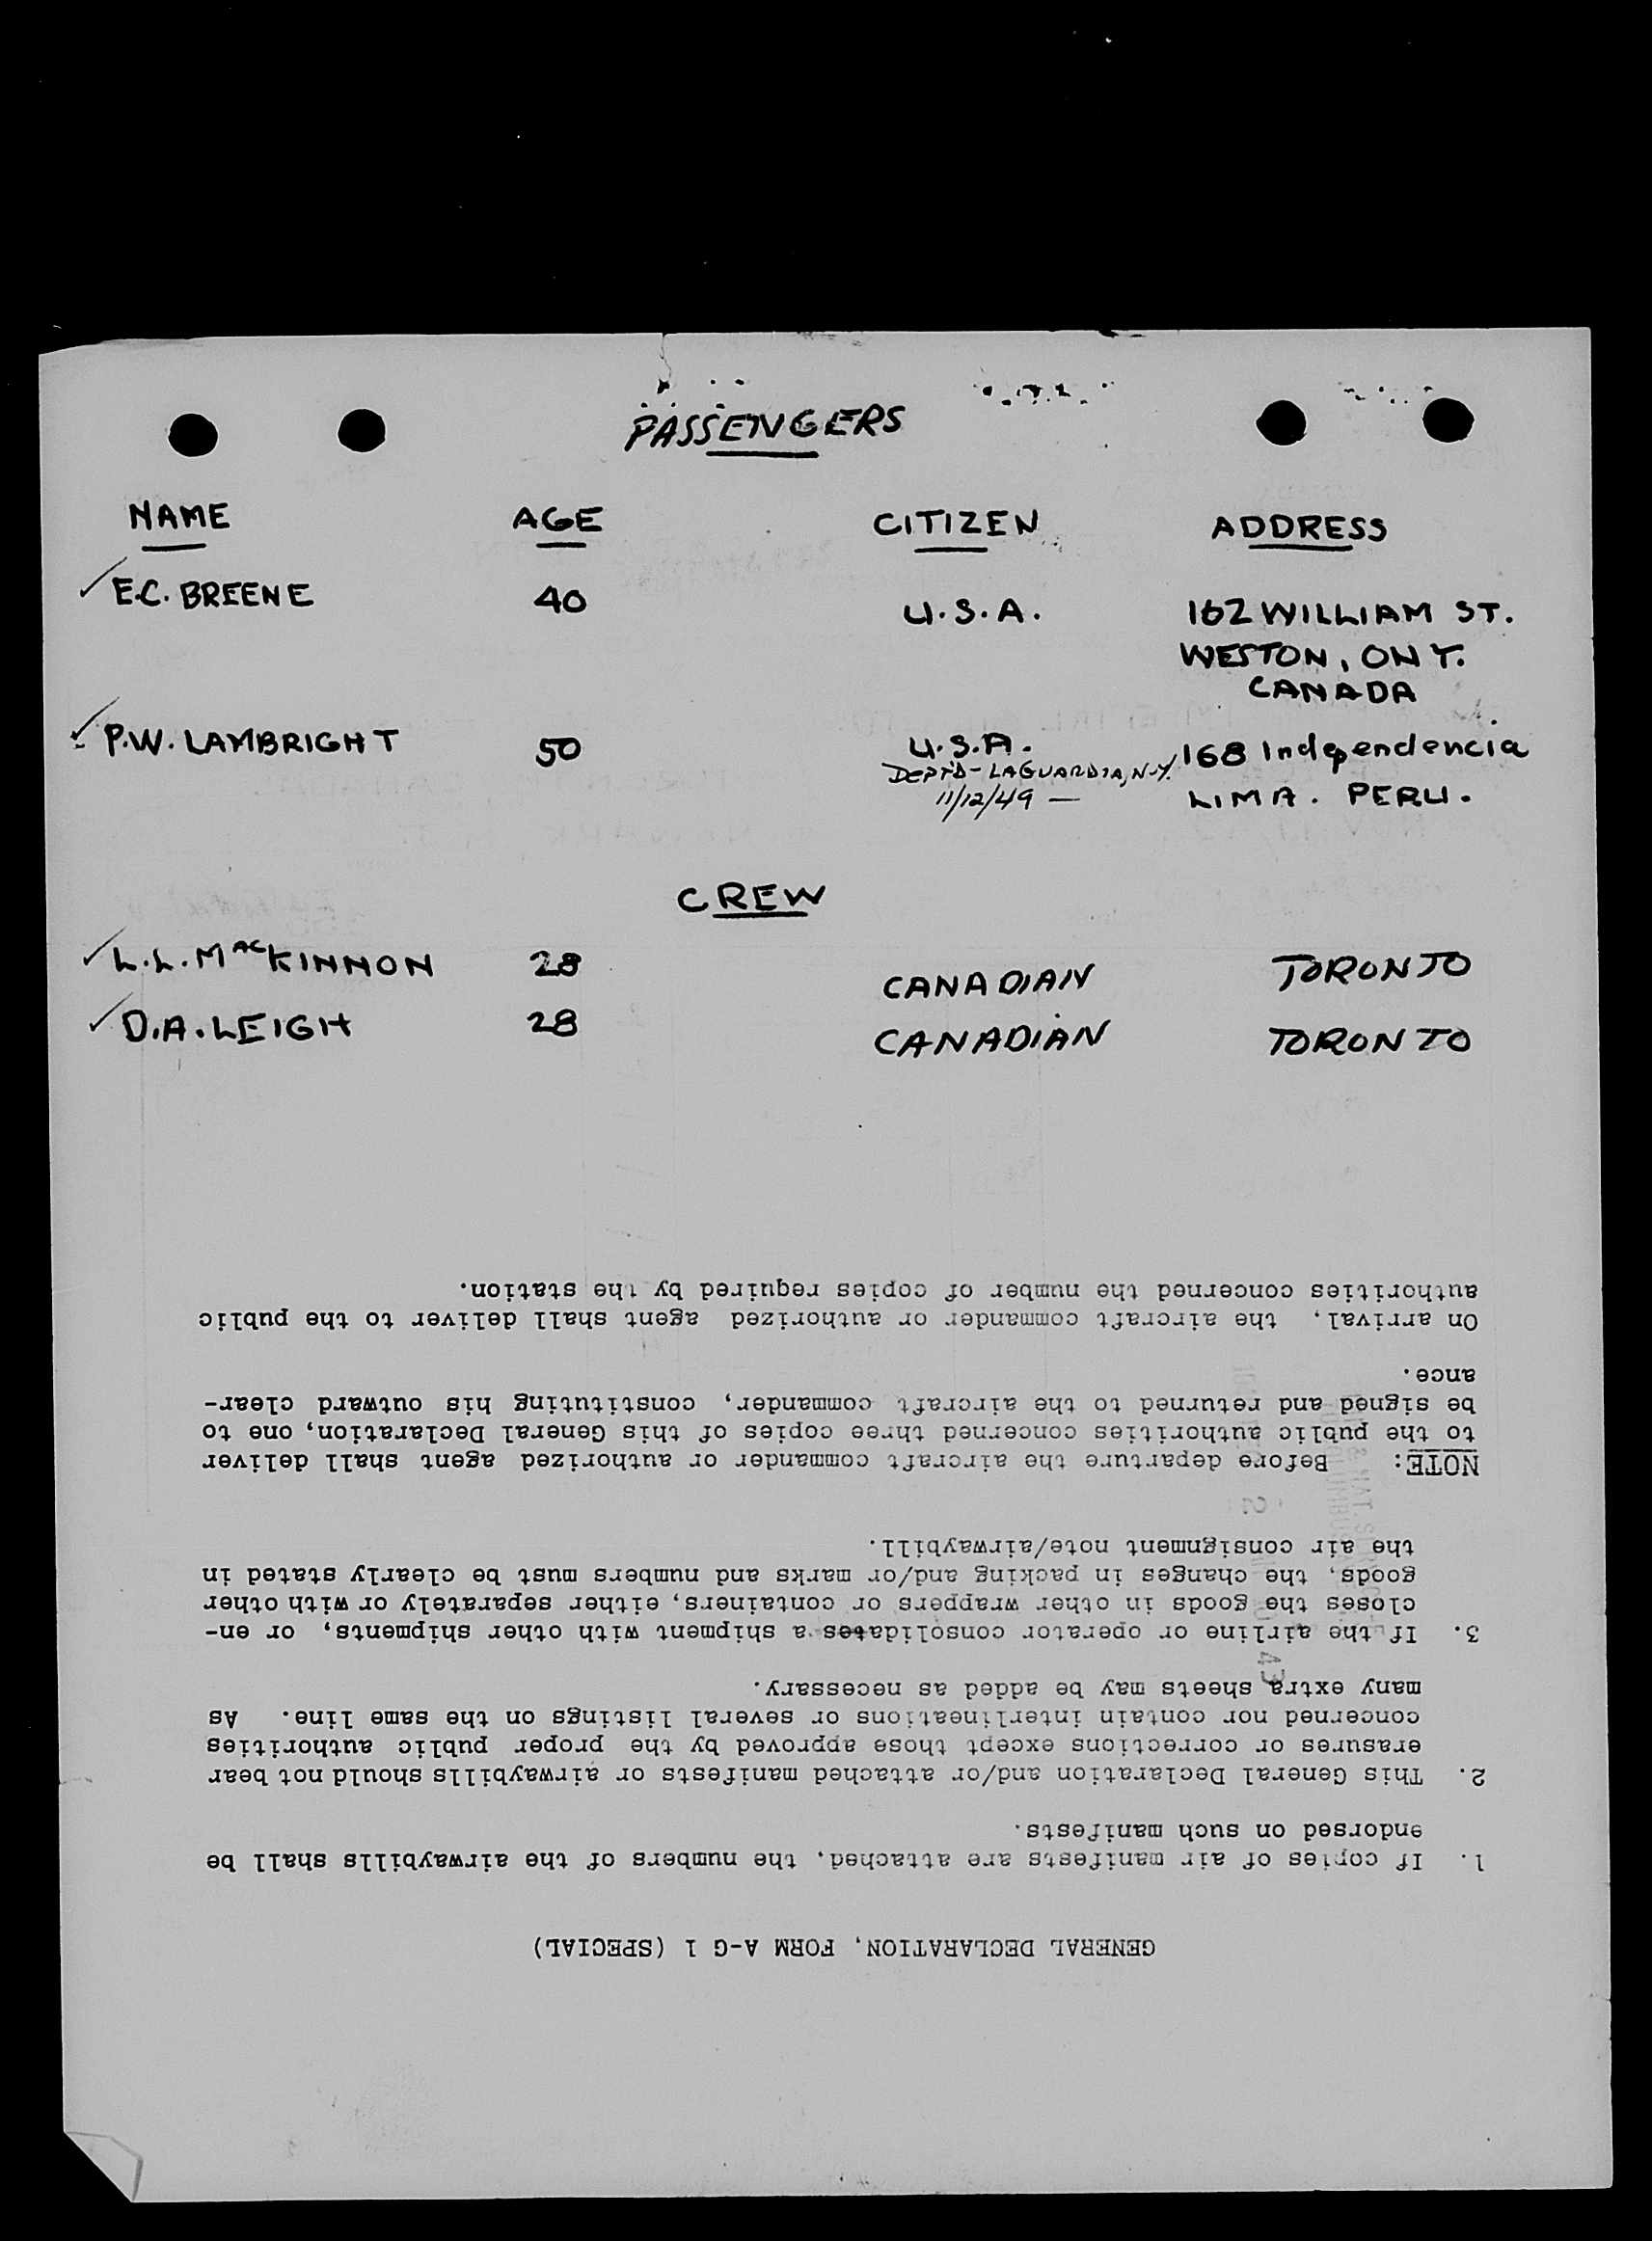 PASSENGERS
NAME AGE CITIZEN ADDRESS
✓ E.C. BREENE 40 U.S.A. 162 WILLIAM ST.
WESTON, ONT.
CANADA
✓ P.W. LAMBRIGHT 50 U.S.A. 168 Independencia
DEPT'D - LAGUARDIA, N.Y.
11/12/49 — LIMA. PERU.
CREW
✓ L.L. MacKINNON 28 CANADIAN TORONTO
✓ D.A. LEIGH 28 CANADIAN TORONTO
GENERAL DECLARATION, FORM A-G 1 (SPECIAL)
1. If copies of air manifests are attached, the numbers of the airwaybills shall be
endorsed on such manifests.
2. This General Declaration and/or attached manifests or airwaybills should not bear
erasures or corrections except those approved by the proper public authorities
concerned nor contain interlineations or several listings on the same line. As
many extra sheets may be added as necessary.
3. If the airline or operator consolidates a shipment with other shipments, or en-
closes the goods in other wrappers or containers, either separately or with other
goods, the changes in packing and/or marks and numbers must be clearly stated in
the air consignment note/airwaybill.
NOTE: Before departure the aircraft commander or authorized agent shall deliver
to the public authorities concerned three copies of this General Declaration, one to
be signed and returned to the aircraft commander, constituting his outward clear-
ance.
On arrival, the aircraft commander or authorized agent shall deliver to the public
authorities concerned the number of copies required by the station.